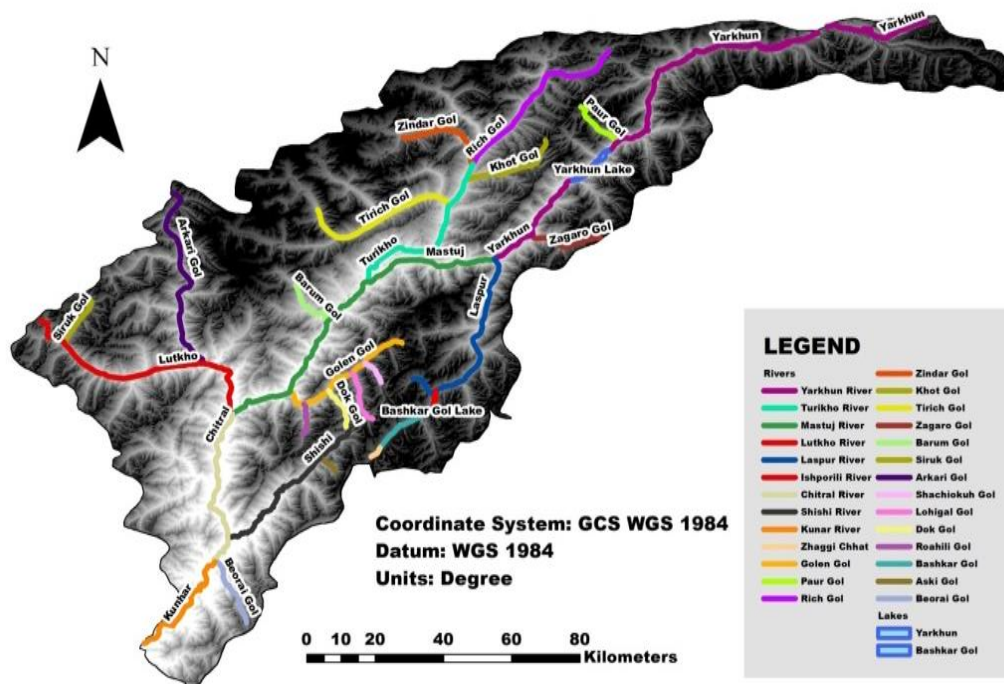 N
Yarkhun
Yarkhun
Paur Gol
Zindar Gol
Rich Gol
Khot Gol
Yarkhun Lake
Tirich Gol
Arkari Gol
Turikho
Mastuj
Yarkhun
Zagaro Gol
Laspur
Barum Gol
Siruk Gol
Lutkho
Golen Gol
Dok Gol
Bashkar Gol Lake
Chitral
Shishi
Beorai Gol
Kunhar
Coordinate System: GCS WGS 1984
Datum: WGS 1984
Units: Degree
0 10 20 40 60 80
Kilometers
LEGEND
Rivers
Yarkhun River
Turikho River
Mastuj River
Lutkho River
Laspur River
Ishporili River
Chitral River
Shishi River
Kunar River
Zhaggi Chhat
Golen Gol
Paur Gol
Rich Gol
Zindar Gol
Khot Gol
Tirich Gol
Zagaro Gol
Barum Gol
Siruk Gol
Arkari Gol
Shachiokuh Gol
Lohigal Gol
Dok Gol
Roahili Gol
Bashkar Gol
Aski Gol
Beorai Gol
Lakes
Yarkhun
Bashkar Gol